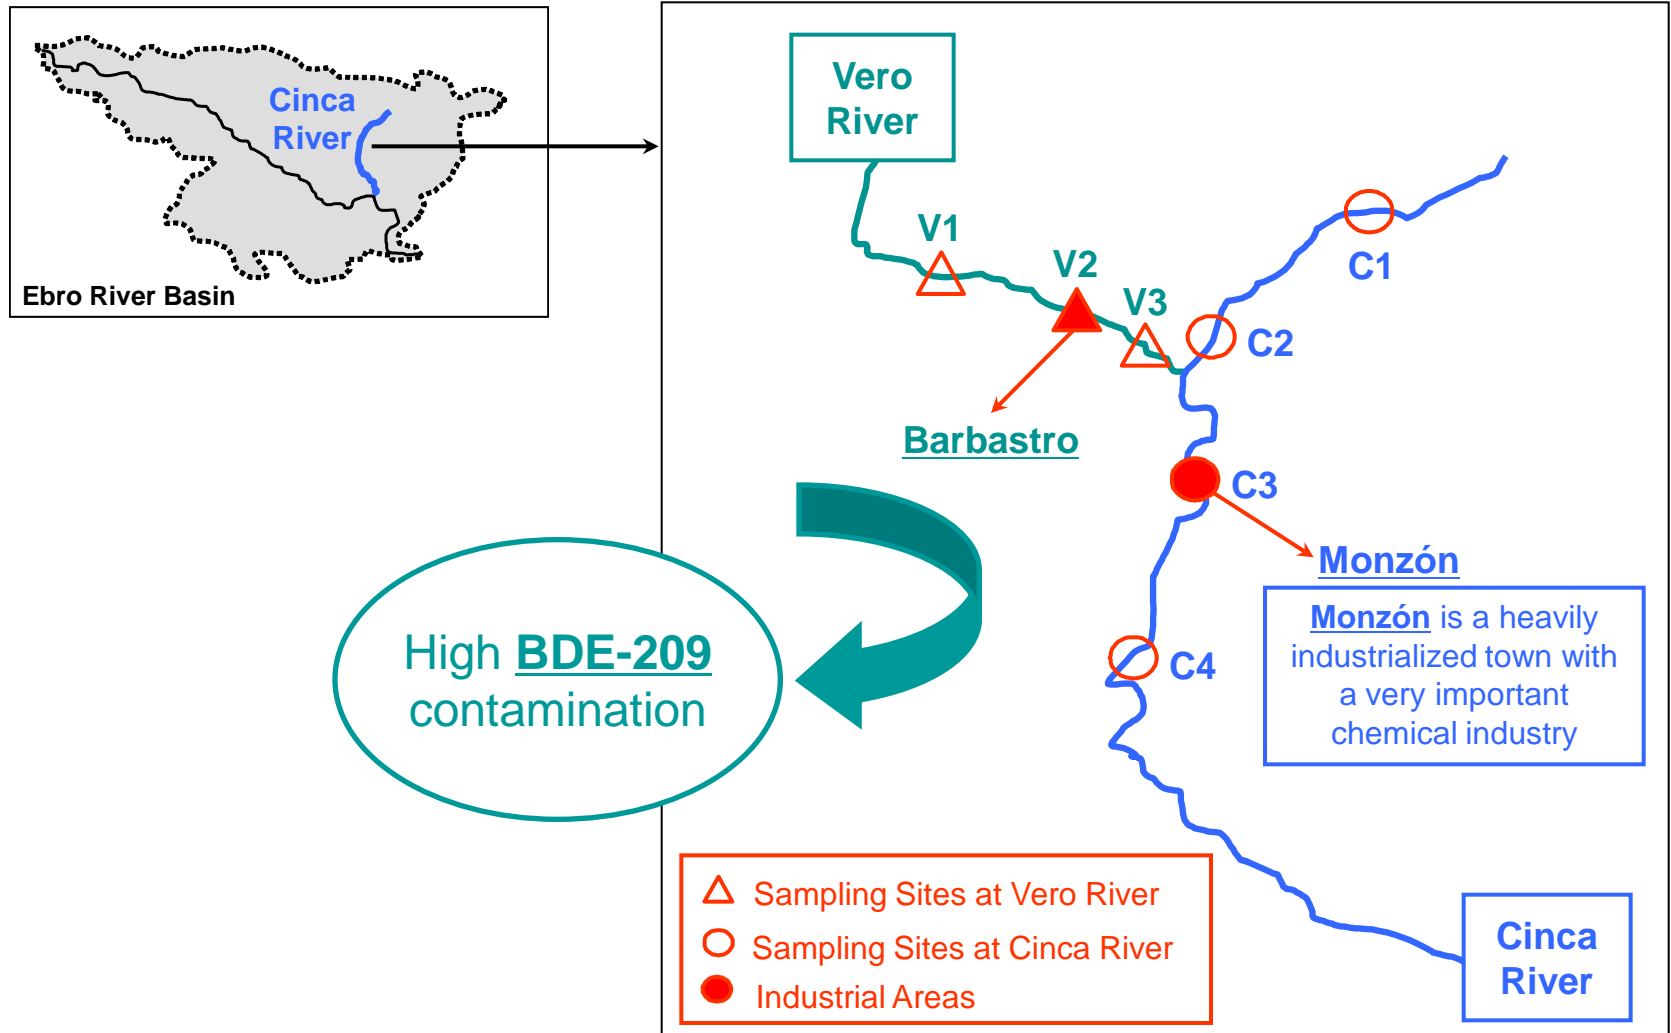 Cinca
River
Ebro River Basin
Vero
River
V1
V2
V3
C1
C2
Barbastro
C3
Monzón
Monzón is a heavily
industrialized town with
a very important
chemical industry
High BDE-209
contamination
C4
Sampling Sites at Vero River
Sampling Sites at Cinca River
Industrial Areas
Cinca
River